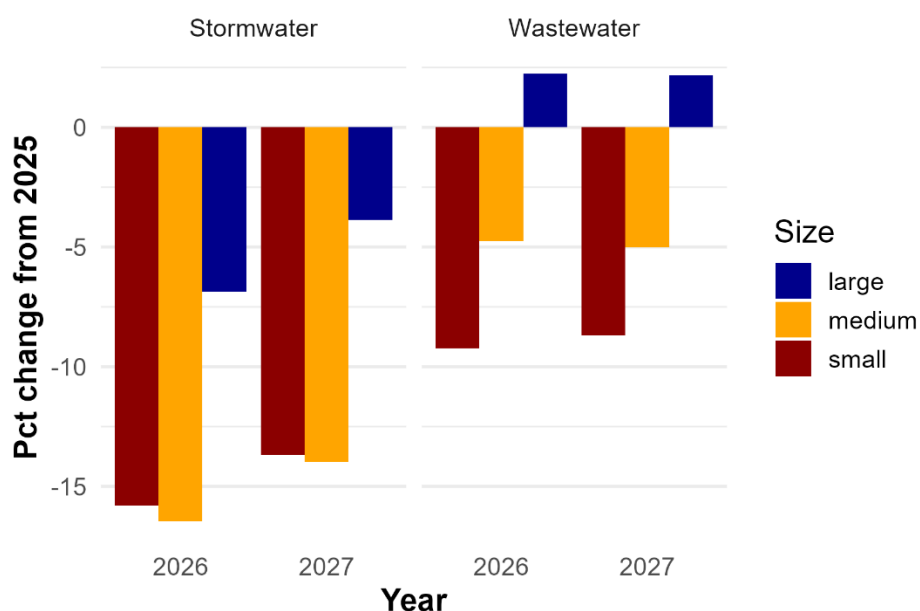 Stormwater
Wastewater
Pct change from 2025
0
-5
-10
-15
2026
2027
2026
2027
Year
Size
large
medium
small